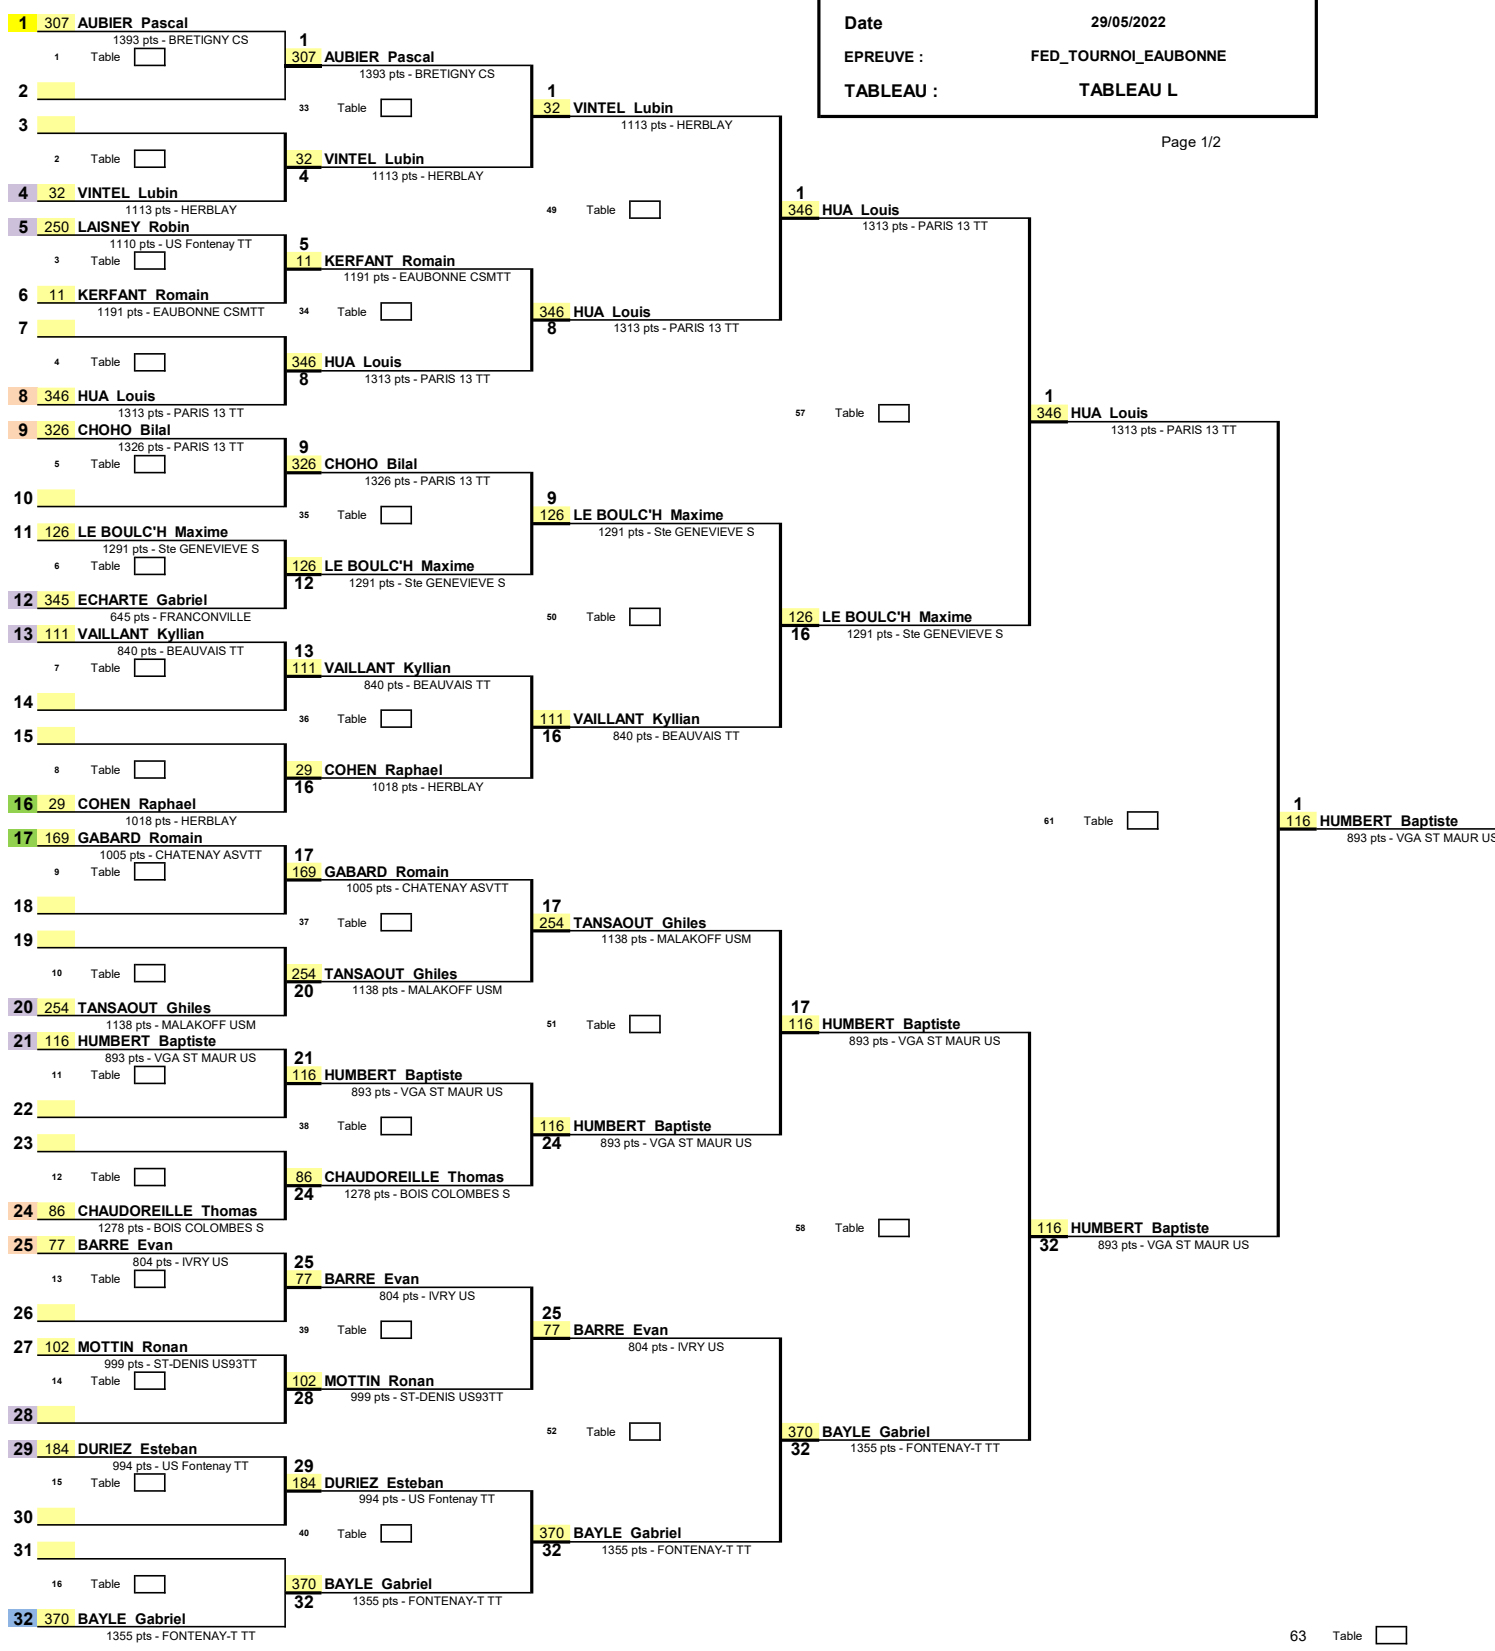 Date 29/05/2022
EPREUVE : FED_TOURNOI_EAUBONNE
TABLEAU : TABLEAU L
Page 1/2
1 307 AUBIER Pascal
1393 pts - BRETIGNY CS
1 Table
2
3
2 Table
4 32 VINTEL Lubin
1113 pts - HERBLAY
5 250 LAISNEY Robin
1110 pts - US Fontenay TT
3 Table
6 11 KERFANT Romain
1191 pts - EAUBONNE CSMTT
7
4 Table
8 346 HUA Louis
1313 pts - PARIS 13 TT
9 326 CHOHO Bilal
1326 pts - PARIS 13 TT
5 Table
10
11 126 LE BOULC'H Maxime
1291 pts - Ste GENEVIEVE S
6 Table
12 345 ECHARTE Gabriel
645 pts - FRANCONVILLE
13 111 VAILLANT Kyllian
840 pts - BEAUVAIS TT
7 Table
14
15
8 Table
16 29 COHEN Raphael
1018 pts - HERBLAY
17 169 GABARD Romain
1005 pts - CHATENAY ASVTT
9 Table
18
19
10 Table
20 254 TANSAOUT Ghiles
1138 pts - MALAKOFF USM
21 116 HUMBERT Baptiste
893 pts - VGA ST MAUR US
11 Table
22
23
12 Table
24 86 CHAUDOREILLE Thomas
1278 pts - BOIS COLOMBES S
25 77 BARRE Evan
804 pts - IVRY US
13 Table
26
27 102 MOTTIN Ronan
999 pts - ST-DENIS US93TT
14 Table
28
29 184 DURIEZ Esteban
994 pts - US Fontenay TT
15 Table
30
31
16 Table
32 370 BAYLE Gabriel
1355 pts - FONTENAY-T TT
1
307 AUBIER Pascal
1393 pts - BRETIGNY CS
33 Table
32 VINTEL Lubin
4 1113 pts - HERBLAY
5
11 KERFANT Romain
1191 pts - EAUBONNE CSMTT
34 Table
346 HUA Louis
8 1313 pts - PARIS 13 TT
9
326 CHOHO Bilal
1326 pts - PARIS 13 TT
35 Table
126 LE BOULC'H Maxime
12 1291 pts - Ste GENEVIEVE S
13
111 VAILLANT Kyllian
840 pts - BEAUVAIS TT
36 Table
29 COHEN Raphael
16 1018 pts - HERBLAY
17
169 GABARD Romain
1005 pts - CHATENAY ASVTT
37 Table
254 TANSAOUT Ghiles
20 1138 pts - MALAKOFF USM
21
116 HUMBERT Baptiste
893 pts - VGA ST MAUR US
38 Table
86 CHAUDOREILLE Thomas
24 1278 pts - BOIS COLOMBES S
25
77 BARRE Evan
804 pts - IVRY US
39 Table
102 MOTTIN Ronan
28 999 pts - ST-DENIS US93TT
29
184 DURIEZ Esteban
994 pts - US Fontenay TT
40 Table
370 BAYLE Gabriel
32 1355 pts - FONTENAY-T TT
1
32 VINTEL Lubin
1113 pts - HERBLAY
49 Table
346 HUA Louis
8 1313 pts - PARIS 13 TT
9
126 LE BOULC'H Maxime
1291 pts - Ste GENEVIEVE S
50 Table
111 VAILLANT Kyllian
16 840 pts - BEAUVAIS TT
17
254 TANSAOUT Ghiles
1138 pts - MALAKOFF USM
51 Table
116 HUMBERT Baptiste
24 893 pts - VGA ST MAUR US
25
77 BARRE Evan
804 pts - IVRY US
52 Table
370 BAYLE Gabriel
32 1355 pts - FONTENAY-T TT
1
346 HUA Louis
1313 pts - PARIS 13 TT
57 Table
126 LE BOULC'H Maxime
16 1291 pts - Ste GENEVIEVE S
17
116 HUMBERT Baptiste
893 pts - VGA ST MAUR US
58 Table
370 BAYLE Gabriel
32 1355 pts - FONTENAY-T TT
1
346 HUA Louis
1313 pts - PARIS 13 TT
61 Table
116 HUMBERT Baptiste
32 893 pts - VGA ST MAUR US
1
116 HUMBERT Baptiste
893 pts - VGA ST MAUR US
63 Table